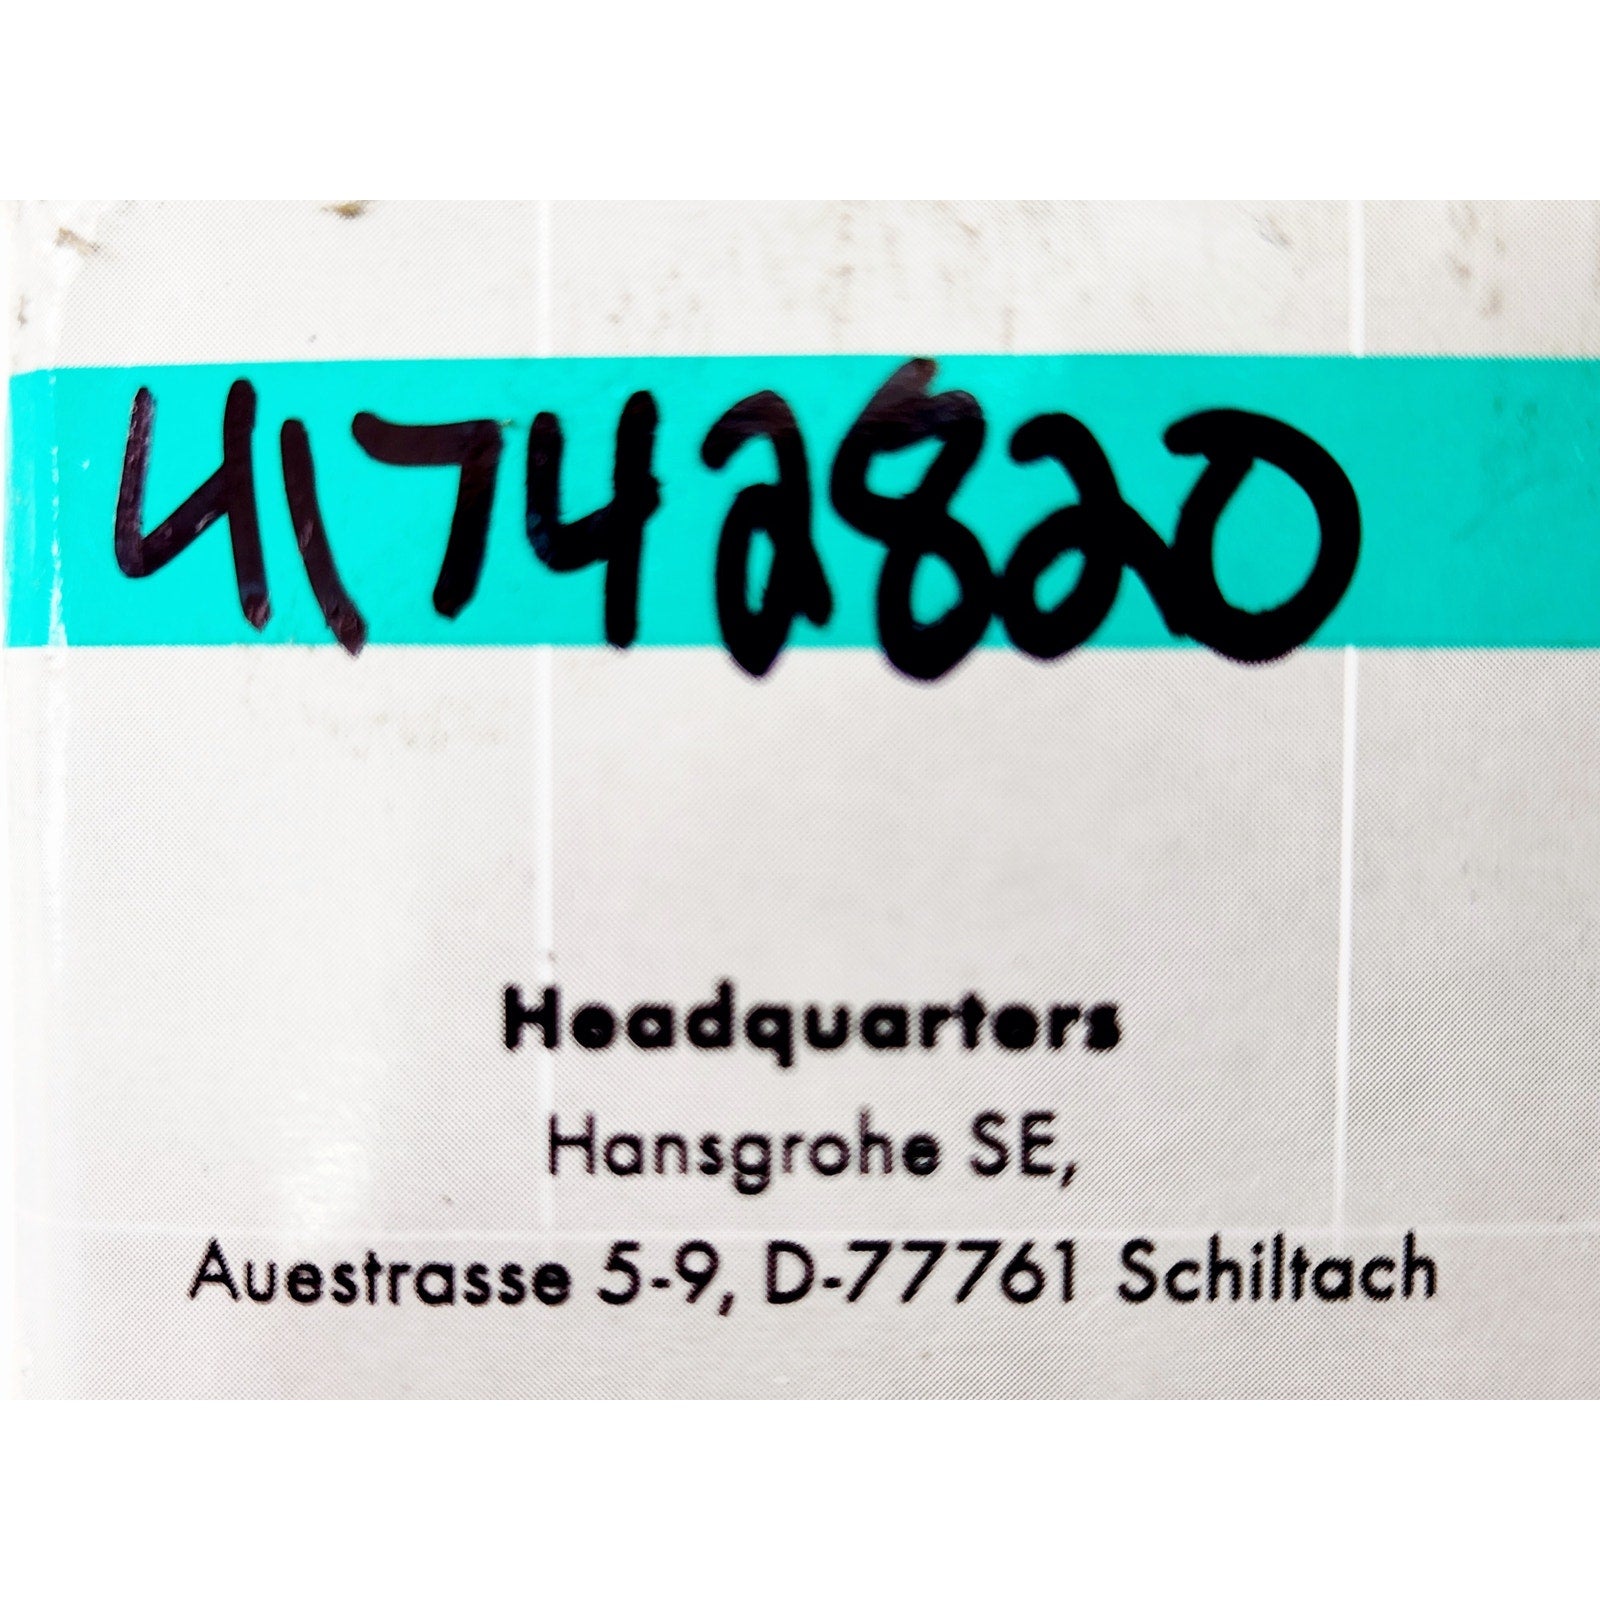 41742820
Headquarters
Hansgrohe SE,
Auestrasse 5-9, D-77761 Schiltach